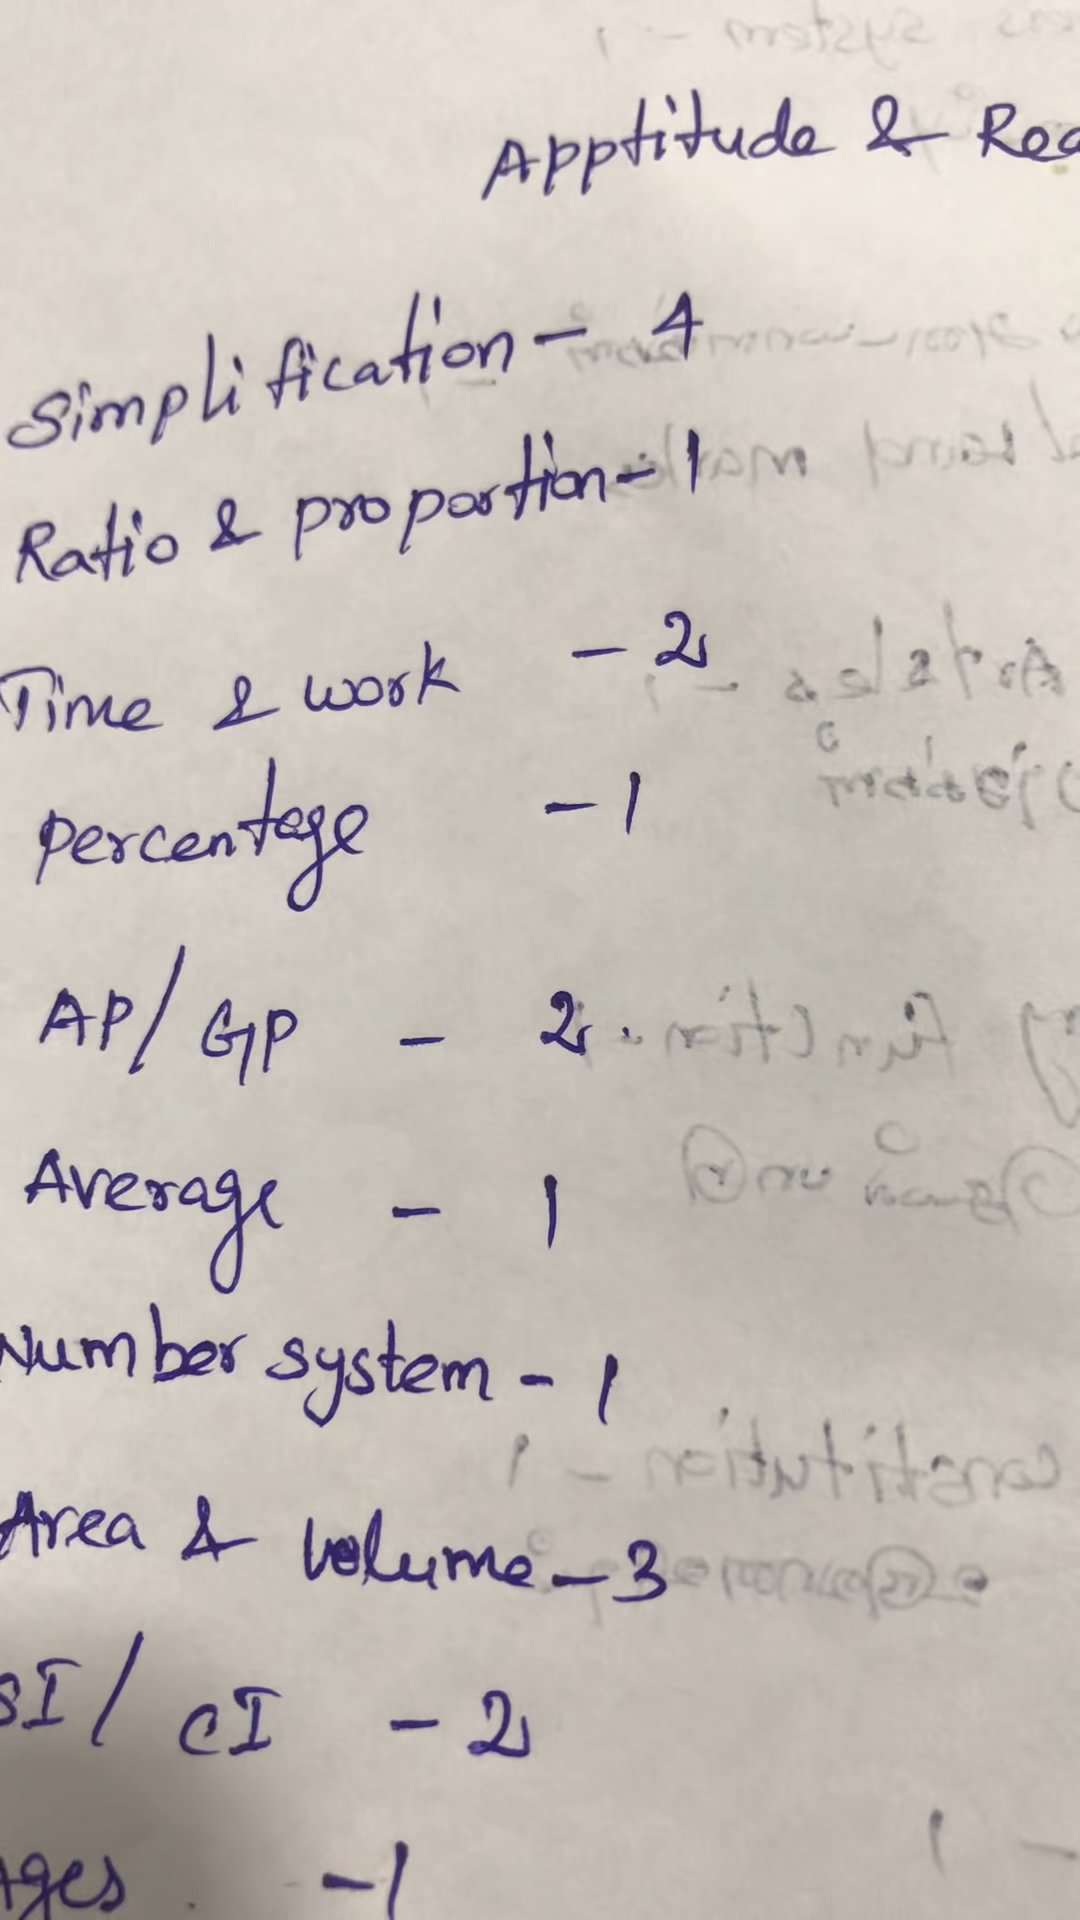 Apptitude & Rea
Simplification - 4
Ratio & proportion - 1
Time & work - 2
percentage - 1
AP/GP - 2
Average - 1
Number system - 1
Area & Volume - 3
SI/CI - 2
Ages - 1